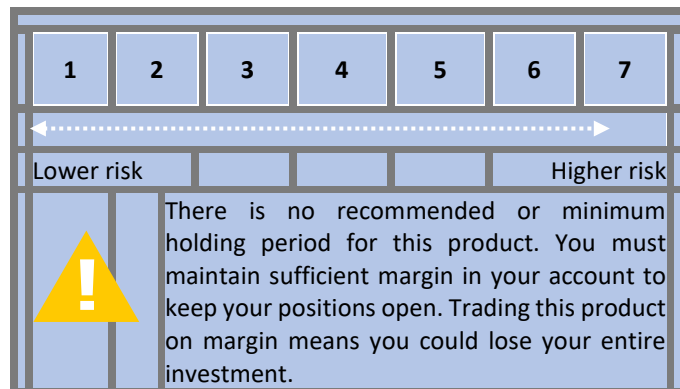 1 2 3 4 5 6 7
Lower risk Higher risk
There is no recommended or minimum
holding period for this product. You must
maintain sufficient margin in your account to
keep your positions open. Trading this product
on margin means you could lose your entire
investment.